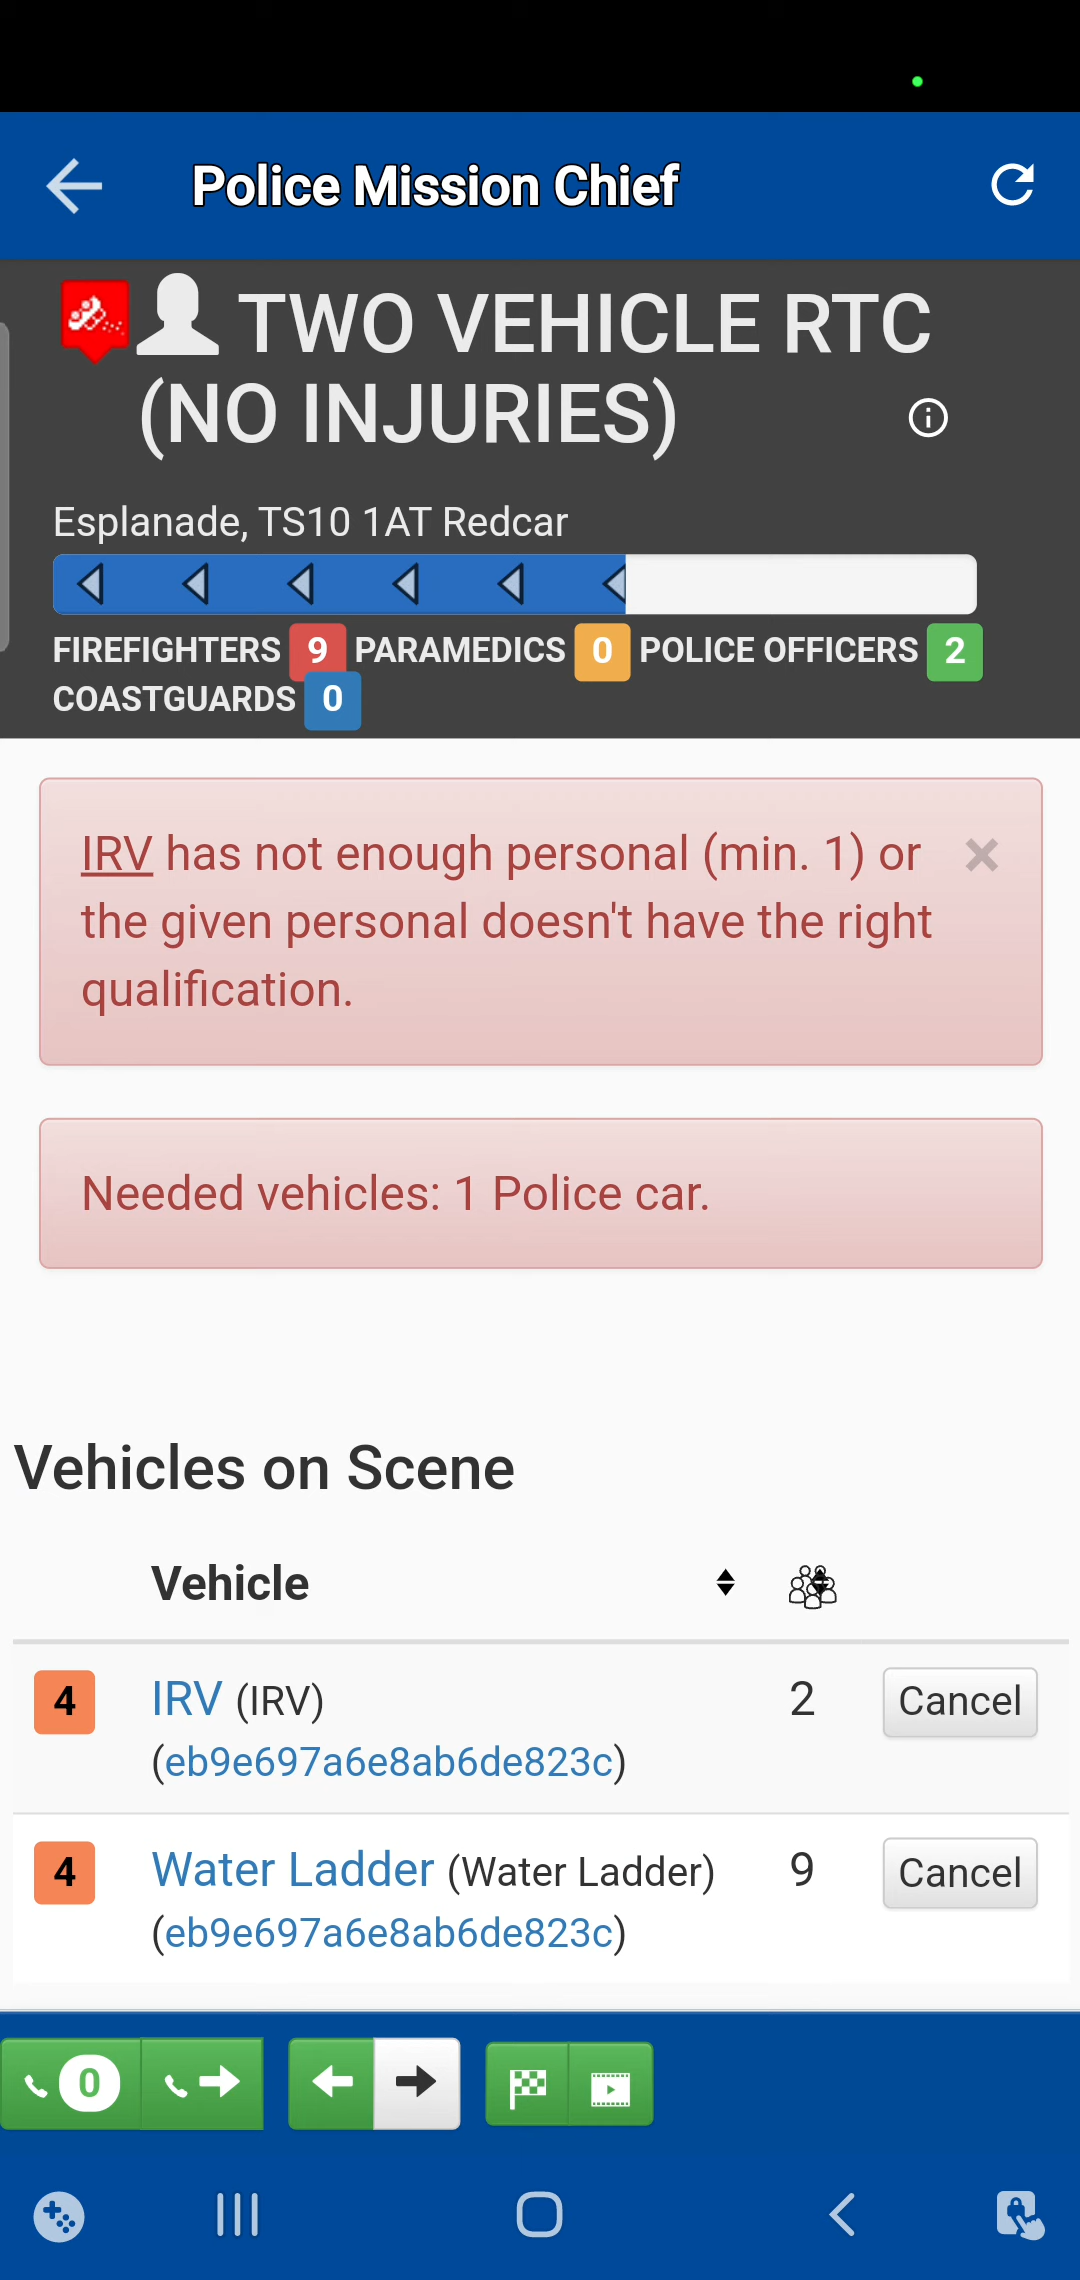 Police Mission Chief
TWO VEHICLE RTC
(NO INJURIES)
Esplanade, TS10 1AT Redcar
FIREFIGHTERS 9 PARAMEDICS 0 POLICE OFFICERS 2
COASTGUARDS 0
IRV has not enough personal (min. 1) or
the given personal doesn't have the right
qualification.
Needed vehicles: 1 Police car.
Vehicles on Scene
Vehicle
4 IRV (IRV) 2 Cancel
(eb9e697a6e8ab6de823c)
4 Water Ladder (Water Ladder) 9 Cancel
(eb9e697a6e8ab6de823c)
0